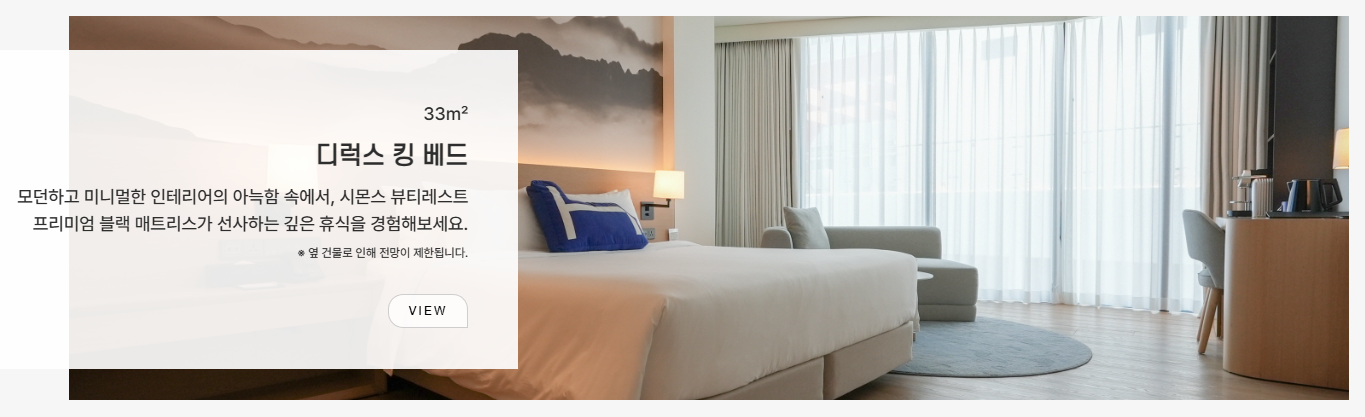 33m²
디럭스 킹 베드
모던하고 미니멀한 인테리어의 아늑함 속에서, 시몬스 뷰티레스트
프리미엄 블랙 매트리스가 선사하는 깊은 휴식을 경험해보세요.
※ 옆 건물로 인해 전망이 제한됩니다.
VIEW